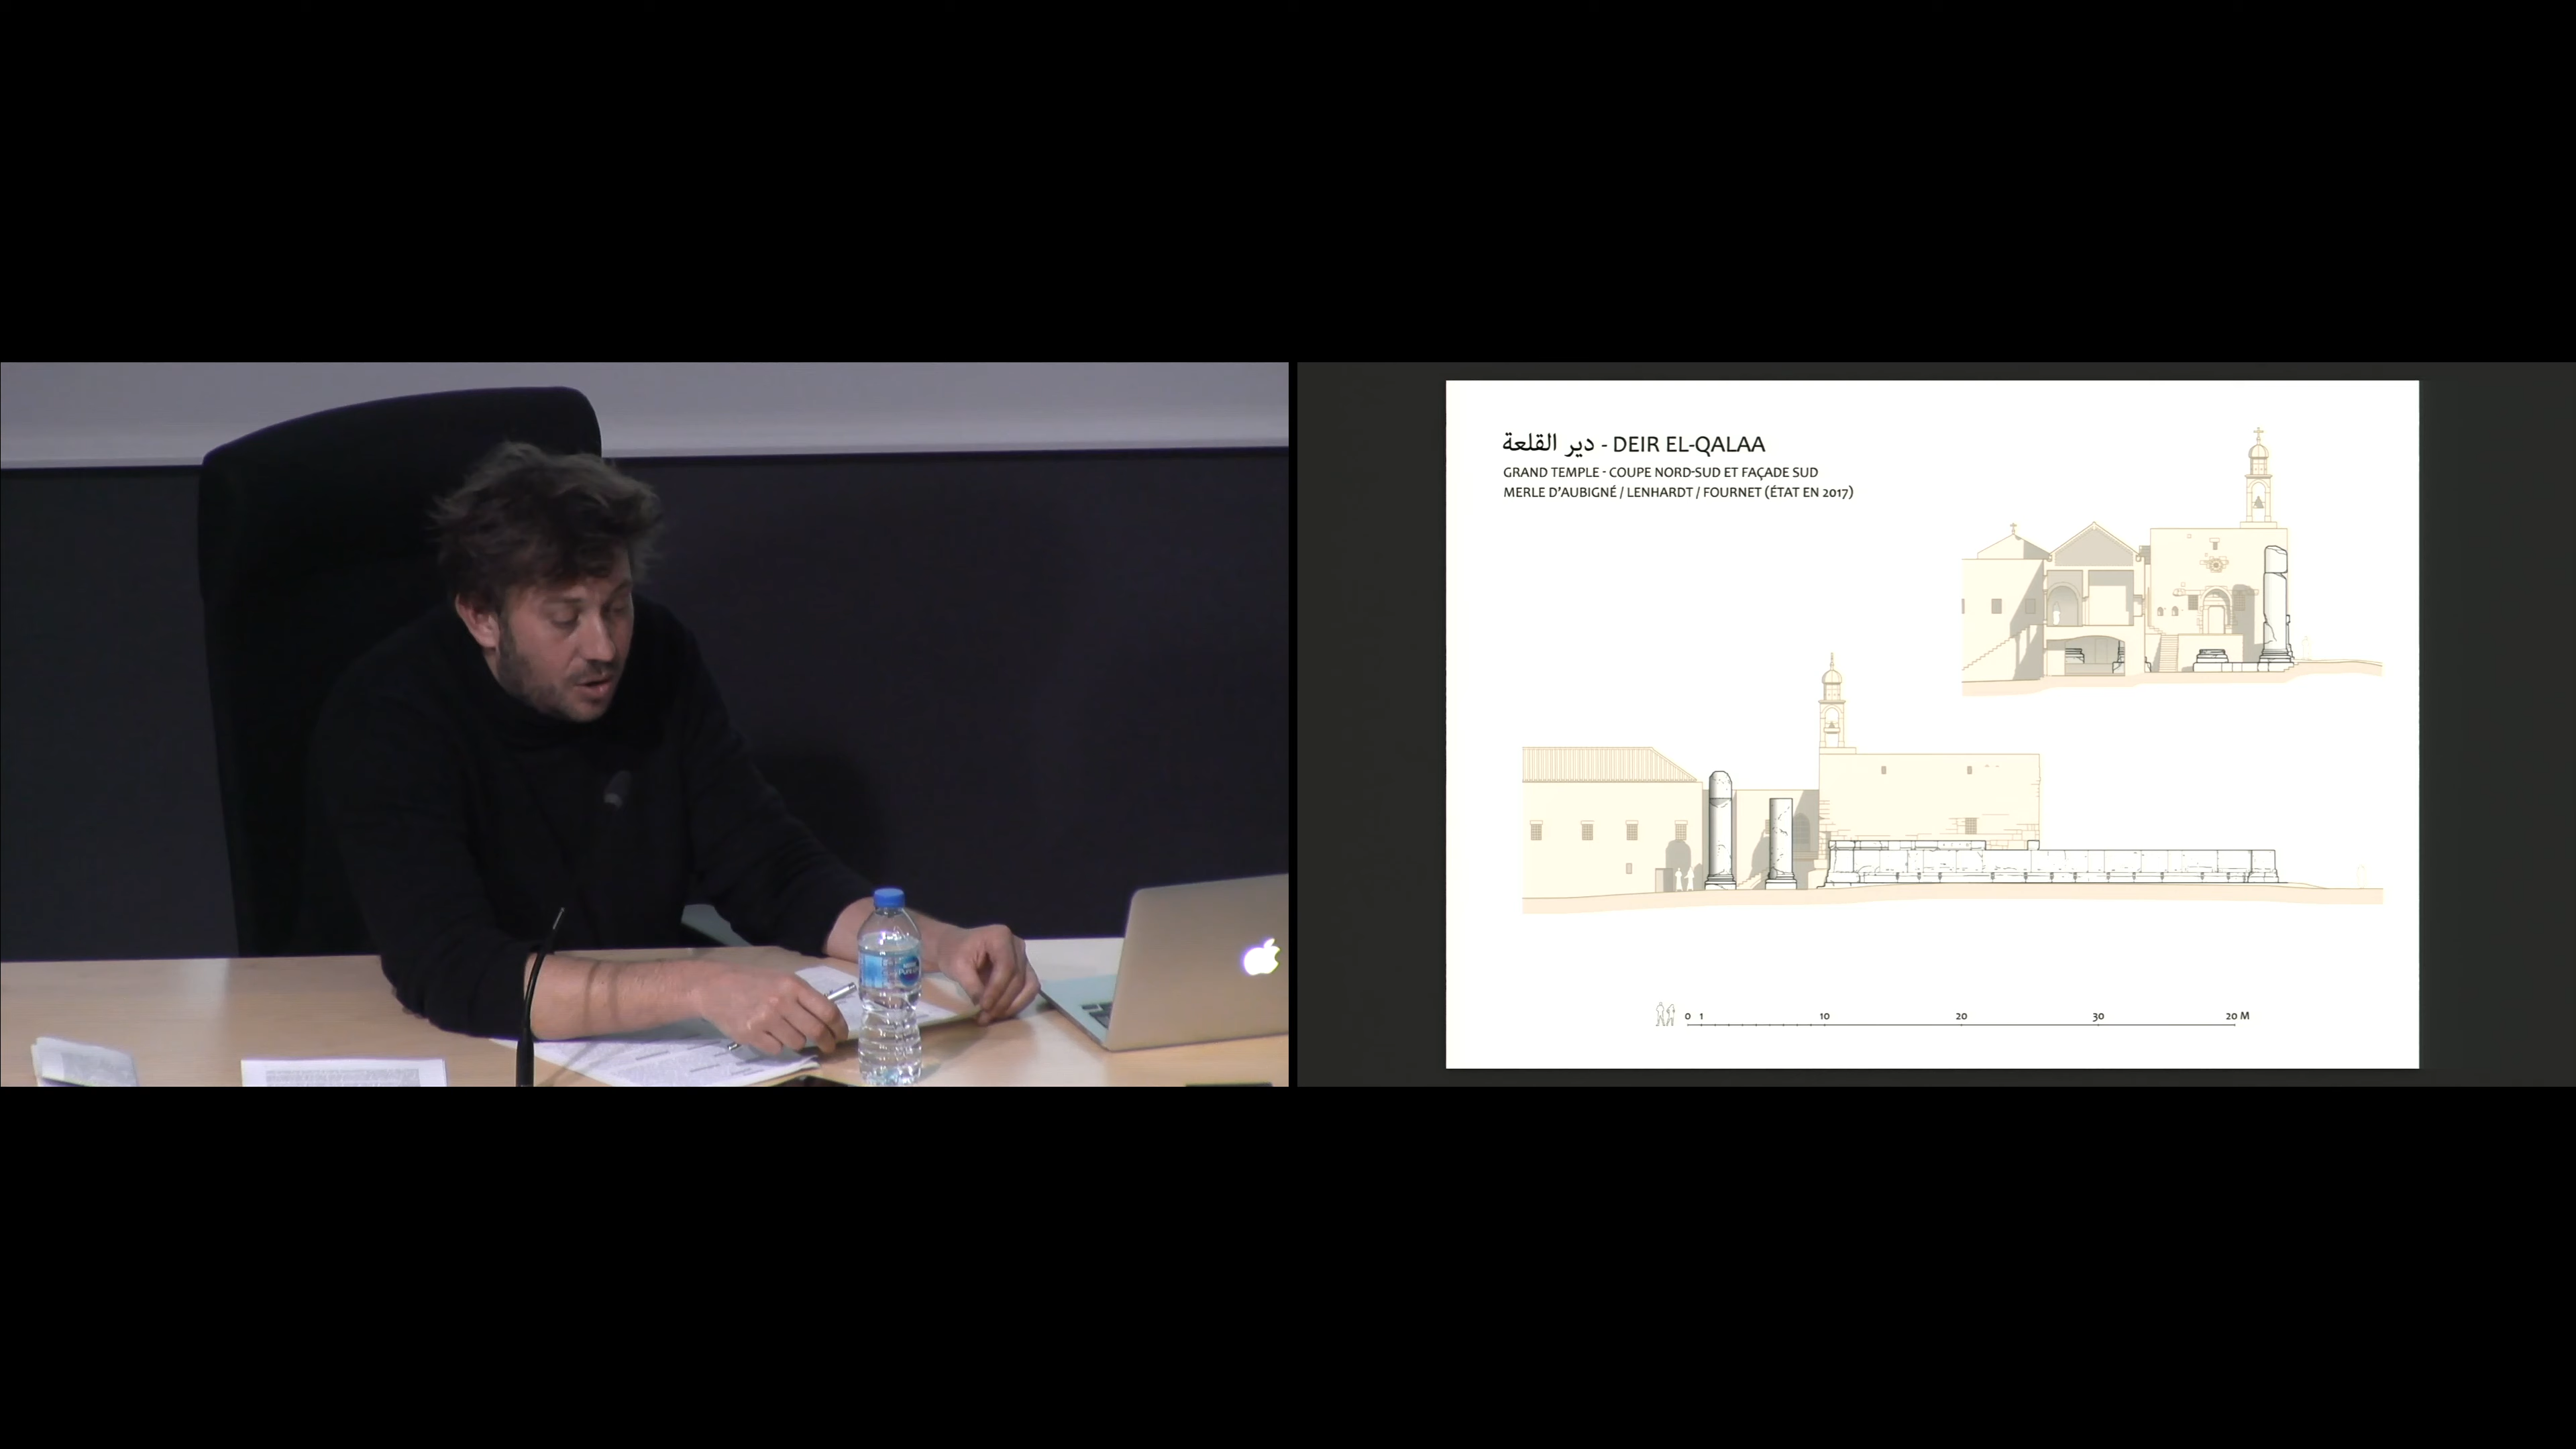 دير القلعة - DEIR EL-QALAA
GRAND TEMPLE - COUPE NORD-SUD ET FAÇADE SUD
MERLE D'AUBIGNÉ / LENHARDT / FOURNET (ÉTAT EN 2017)
0 1 10 20 30 20 M